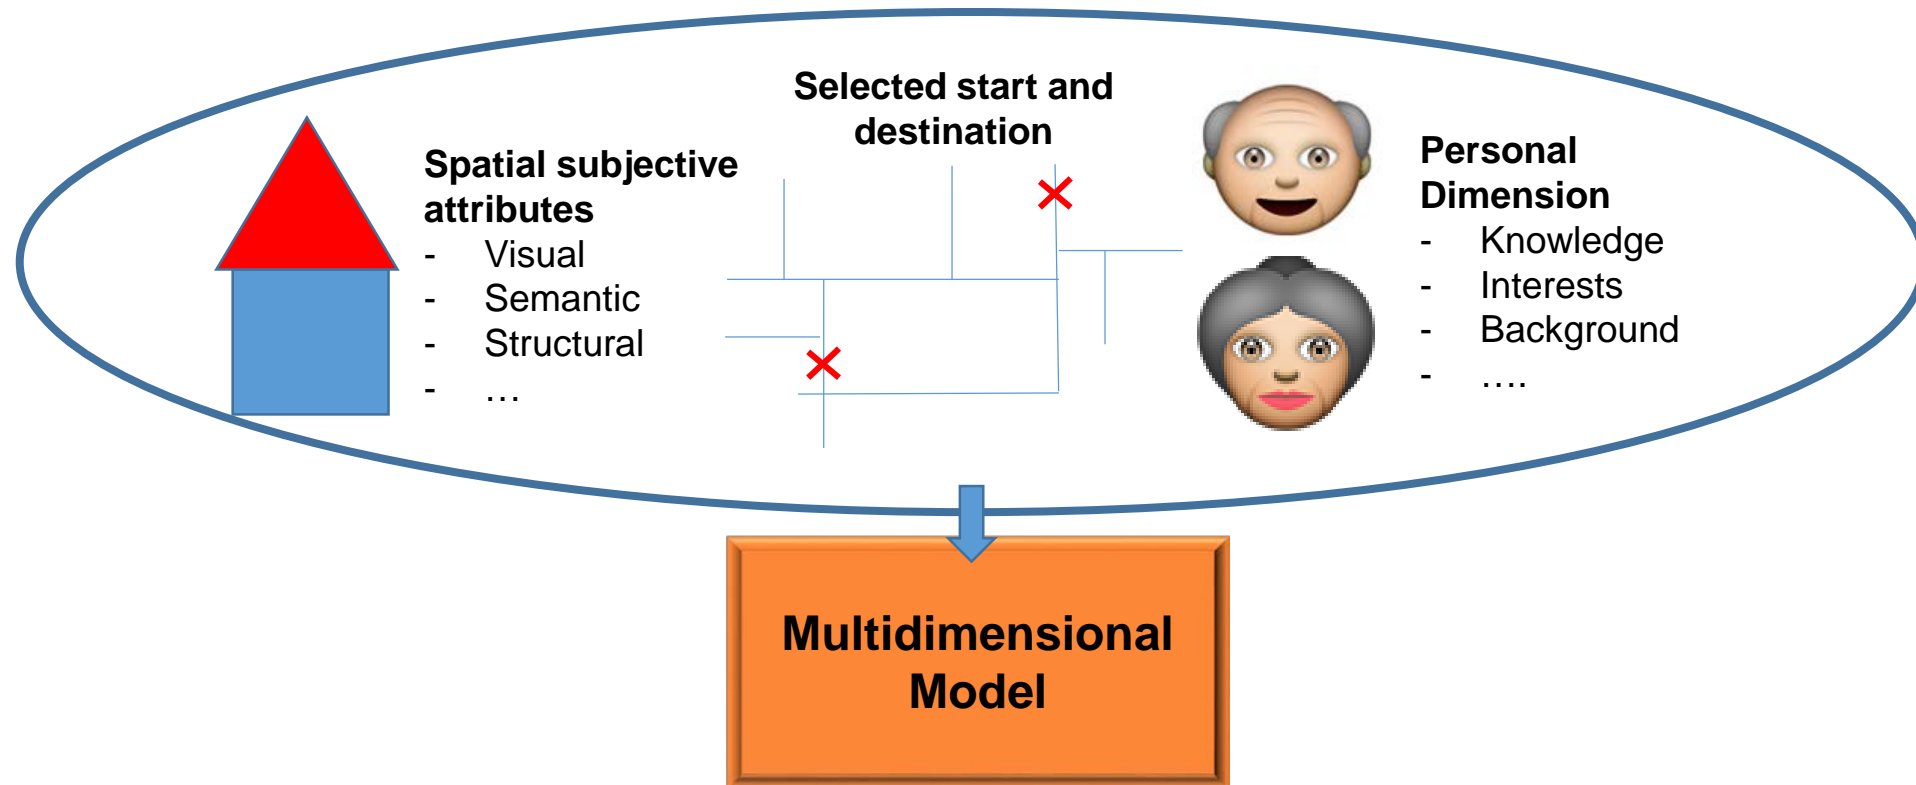 Spatial subjective
attributes
- Visual
- Semantic
- Structural
- …
Selected start and
destination
Personal
Dimension
- Knowledge
- Interests
- Background
- ….
Multidimensional
Model